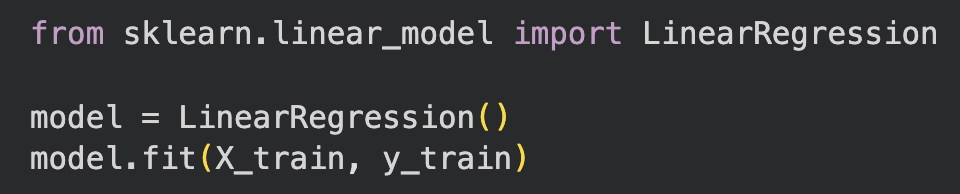 from sklearn.linear_model import LinearRegression
model = LinearRegression()
model.fit(X_train, y_train)